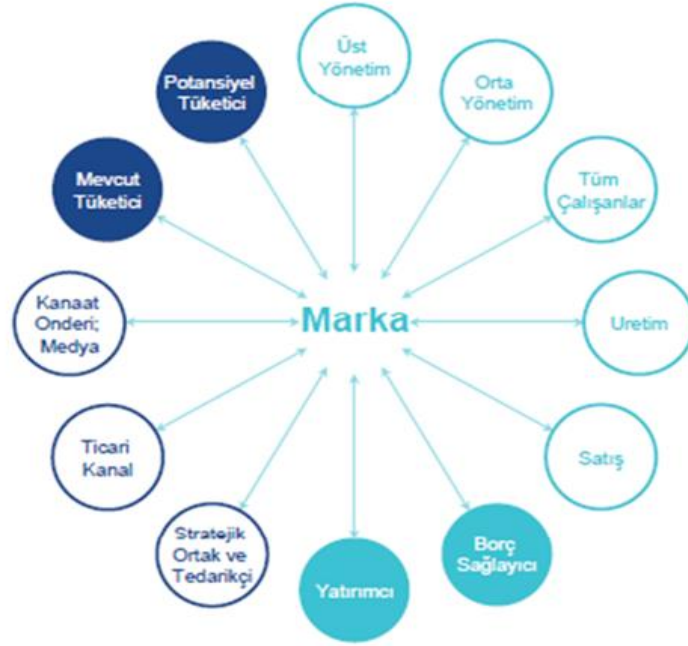 Üst
Yönetim
Orta
Yönetim
Tüm
Çalışanlar
Uretim
Satış
Borç
Sağlayıcı
Yatırımcı
Stratejik
Ortak ve
Tedarikçi
Ticari
Kanal
Kanaat
Onderi;
Medya
Mevcut
Tüketici
Potansiyel
Tüketici
Marka